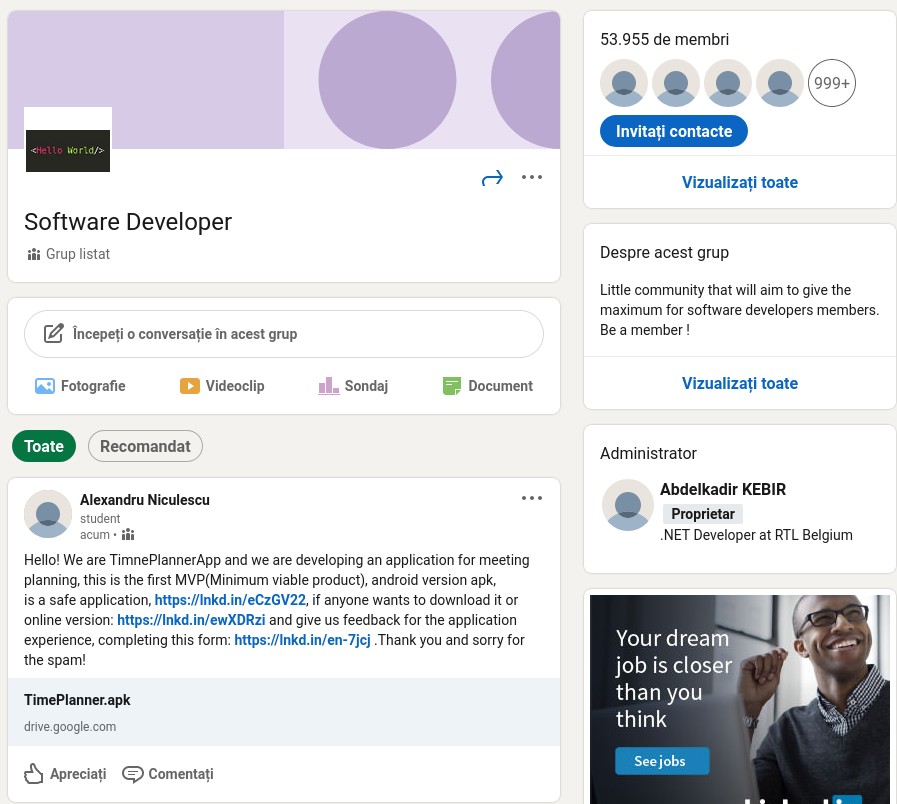 <Hello World/>
Software Developer
Grup listat
Începeți o conversație în acest grup
Fotografie
Videoclip
Sondaj
Document
Toate
Recomandat
Alexandru Niculescu
student
acum •
Hello! We are TimnePlannerApp and we are developing an application for meeting
planning, this is the first MVP(Minimum viable product), android version apk,
is a safe application, https://lnkd.in/eCzGV22, if anyone wants to download it or
online version: https://lnkd.in/ewXDRzi and give us feedback for the application
experience, completing this form: https://lnkd.in/en-7jcj .Thank you and sorry for
the spam!
TimePlanner.apk
drive.google.com
Apreciați
Comentați
53.955 de membri
999+
Invitați contacte
Vizualizați toate
Despre acest grup
Little community that will aim to give the
maximum for software developers members.
Be a member !
Vizualizați toate
Administrator
Abdelkadir KEBIR
Proprietar
.NET Developer at RTL Belgium
Your dream
job is closer
than you
think
See jobs